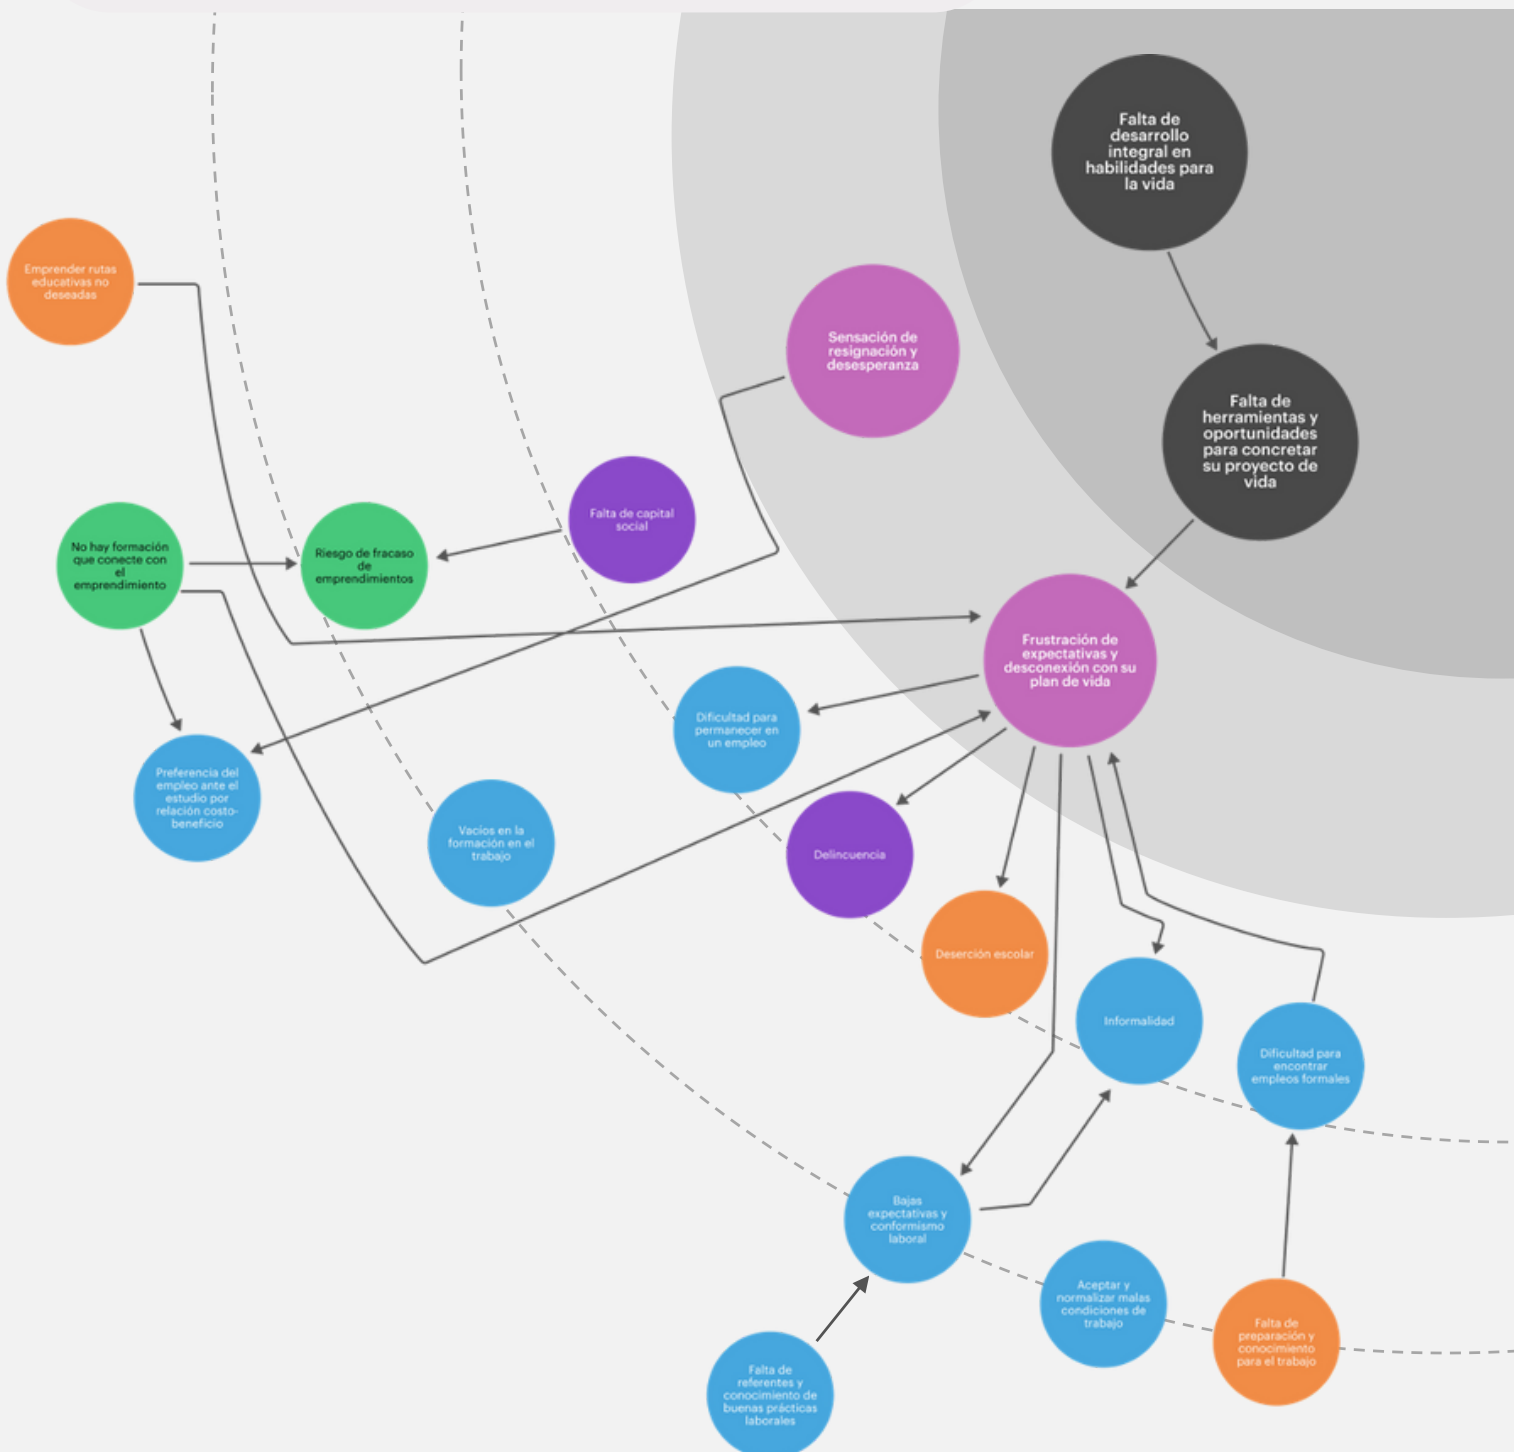 Falta de
desarrollo
integral en
habilidades para
la vida
Emprender rutas
educativas no
deseadas
Sensación de
resignación y
desesperanza
Falta de
herramientas y
oportunidades
para concretar
su proyecto de
vida
Falta de capital
social
No hay formación
que conecte con
el
emprendimiento
Riesgo de fracaso
de
emprendimientos
Frustración de
expectativas y
desconexión con su
plan de vida
Dificultad para
permanecer en
un empleo
Preferencia del
empleo ante el
estudio por
relación costo-
beneficio
Vacíos en la
formación en el
trabajo
Delincuencia
Deserción escolar
Informalidad
Dificultad para
encontrar
empleos formales
Bajas
expectativas y
conformismo
laboral
Aceptar y
normalizar malas
condiciones de
trabajo
Falta de
preparación y
conocimiento
para el trabajo
Falta de
referentes y
conocimiento de
buenas prácticas
laborales